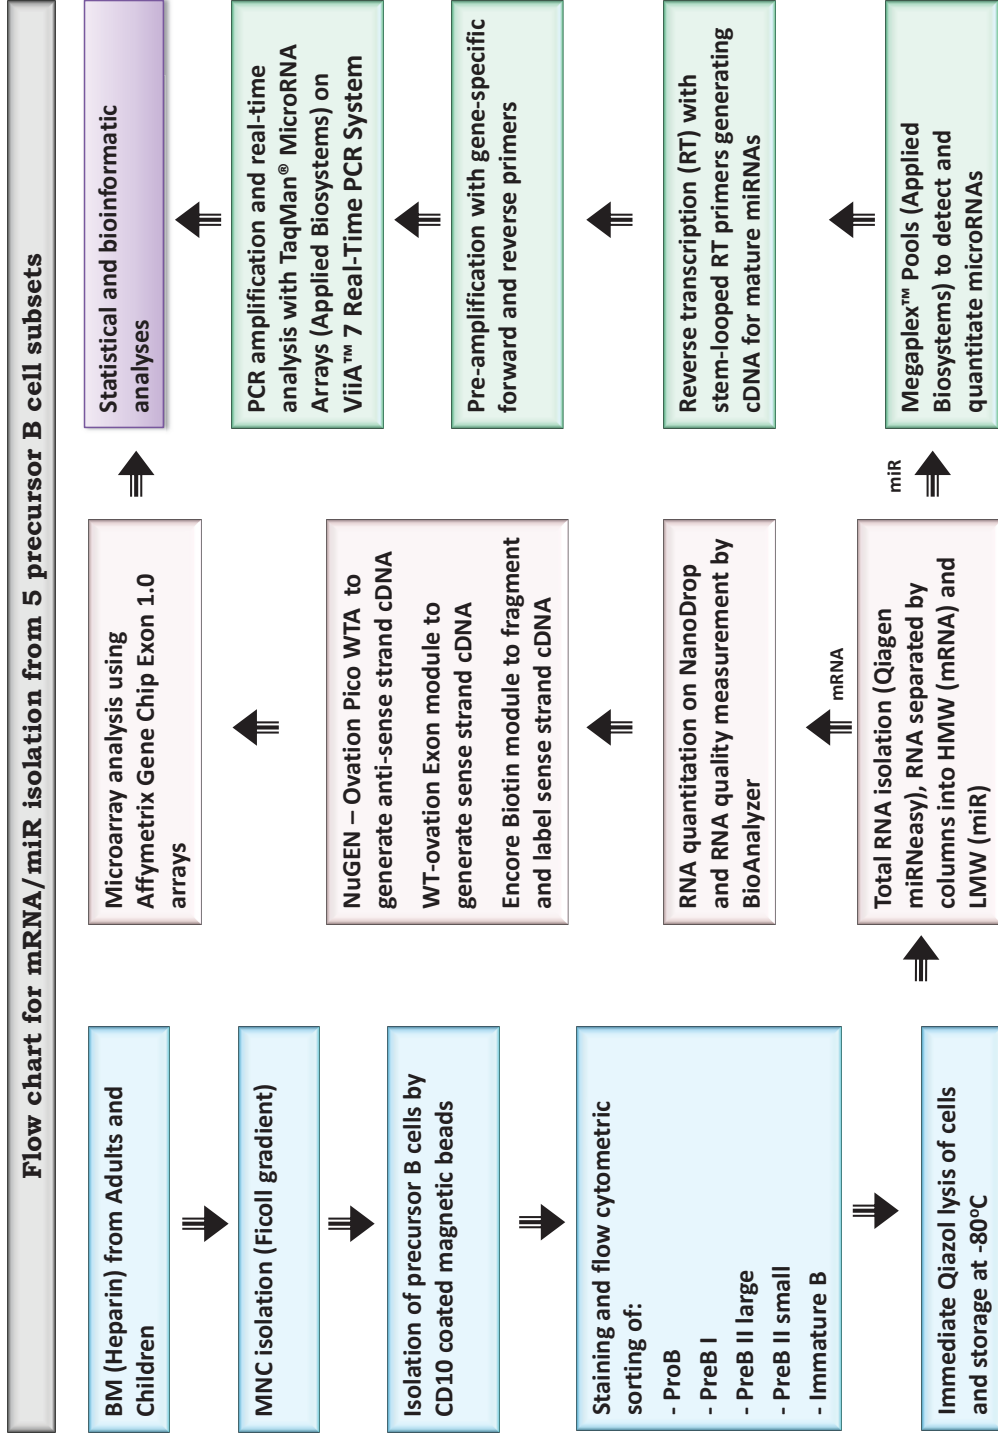 Flow chart for mRNA/miR isolation from 5 precursor B cell subsets
BM (Heparin) from Adults and
Children
MNC isolation (Ficoll gradient)
Isolation of precursor B cells by
CD10 coated magnetic beads
Staining and flow cytometric
sorting of:
- ProB
- PreB I
- PreB II large
- PreB II small
- Immature B
Immediate Qiazol lysis of cells
and storage at -80ºC
Total RNA isolation (Qiagen
miRNeasy), RNA separated by
columns into HMW (mRNA) and
LMW (miR)
mRNA
RNA quantitation on NanoDrop
and RNA quality measurement by
BioAnalyzer
NuGEN – Ovation Pico WTA to
generate anti-sense strand cDNA
WT-ovation Exon module to
generate sense strand cDNA
Encore Biotin module to fragment
and label sense strand cDNA
Microarray analysis using
Affymetrix Gene Chip Exon 1.0
arrays
miR
Megaplex™ Pools (Applied
Biosystems) to detect and
quantitate microRNAs
Reverse transcription (RT) with
stem-looped RT primers generating
cDNA for mature miRNAs
Pre-amplification with gene-specific
forward and reverse primers
PCR amplification and real-time
analysis with TaqMan® MicroRNA
Arrays (Applied Biosystems) on
ViiA™ 7 Real-Time PCR System
Statistical and bioinformatic
analyses